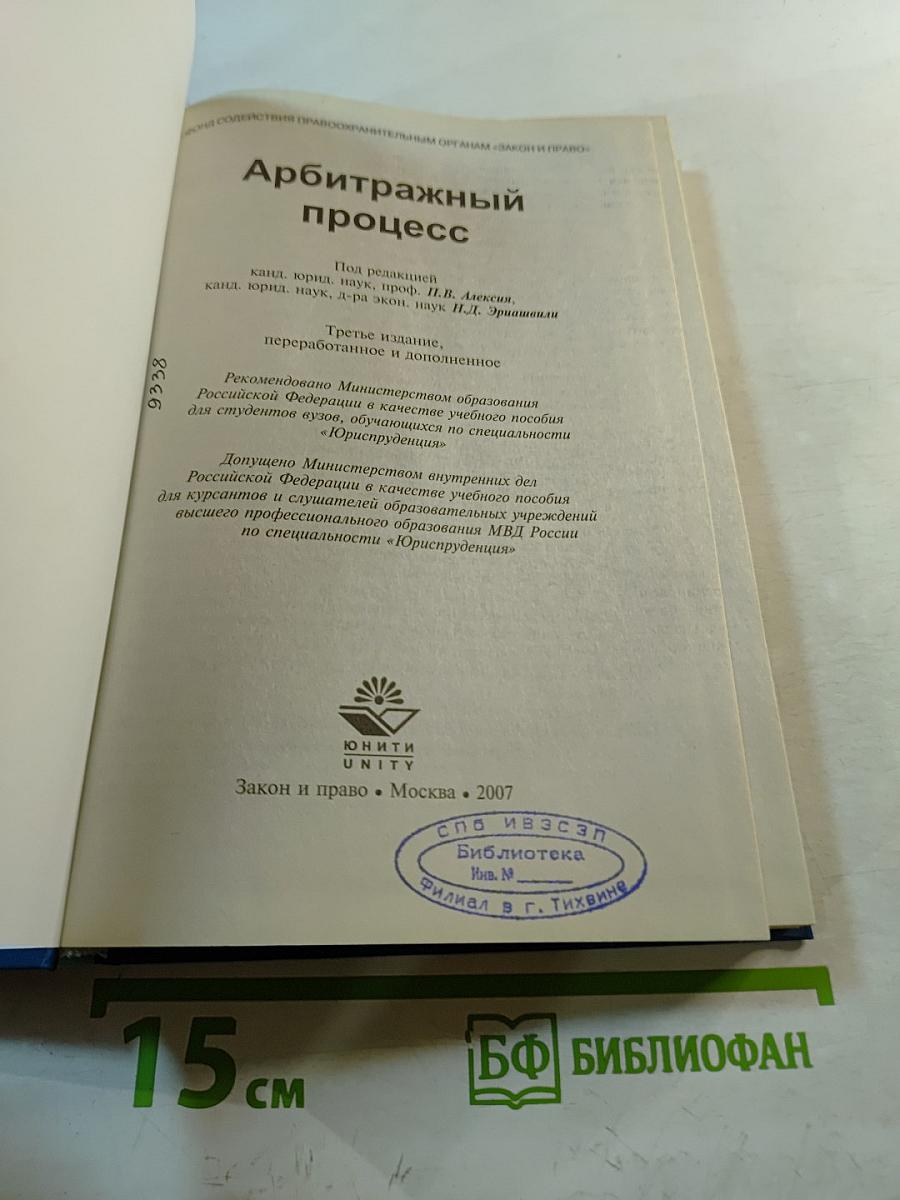 ФОНД СОДЕЙСТВИЯ ПРАВООХРАНИТЕЛЬНЫМ ОРГАНАМ «ЗАКОН И ПРАВО»
Арбитражный
процесс
Под редакцией
канд. юрид. наук, проф. П.В. Алексия,
канд. юрид. наук, д-ра экон. наук Н.Д. Эриашвили
Третье издание,
переработанное и дополненное
9338
Рекомендовано Министерством образования
Российской Федерации в качестве учебного пособия
для студентов вузов, обучающихся по специальности
«Юриспруденция»
Допущено Министерством внутренних дел
Российской Федерации в качестве учебного пособия
для курсантов и слушателей образовательных учреждений
высшего профессионального образования МВД России
по специальности «Юриспруденция»
ЮНИТИ
UNITY
Закон и право • Москва • 2007
СПб ИВЭСЭП
Библиотека
Инв. №______
Филиал в г. Тихвине
15 см
БФ БИБЛИОФАН